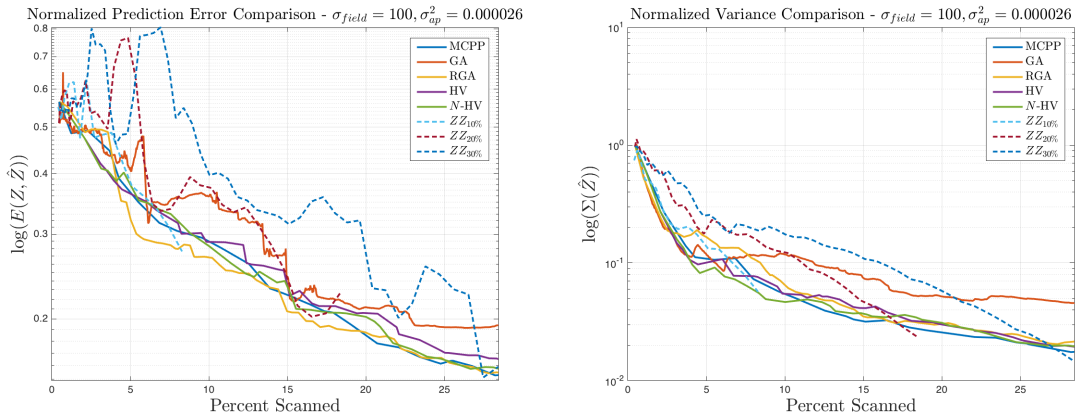 Normalized Prediction Error Comparison - σ_field = 100, σ²_ap = 0.000026
log(E(Z, Ẑ))
0.8
0.7
0.6
0.5
0.4
0.3
0.2
0 5 10 15 20 25
Percent Scanned
MCPP
GA
RGA
HV
N-HV
ZZ10%
ZZ20%
ZZ30%
Normalized Variance Comparison - σ_field = 100, σ²_ap = 0.000026
log(Σ(Ẑ))
10¹
10⁰
10⁻¹
10⁻²
0 5 10 15 20 25
Percent Scanned
MCPP
GA
RGA
HV
N-HV
ZZ10%
ZZ20%
ZZ30%